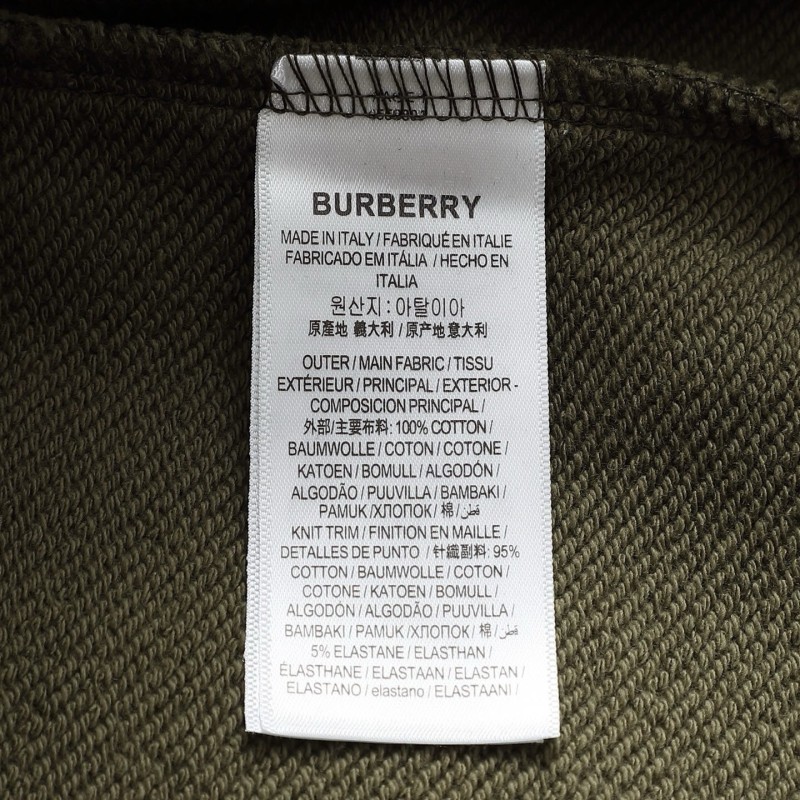 BURBERRY
MADE IN ITALY / FABRIQUÉ EN ITALIE
FABRICADO EM ITÁLIA / HECHO EN
ITALIA
원산지 : 아탈이아
原產地 義大利 / 原产地 意大利
OUTER / MAIN FABRIC / TISSU
EXTÉRIEUR / PRINCIPAL / EXTERIOR -
COMPOSICION PRINCIPAL /
外部/主要布料: 100% COTTON /
BAUMWOLLE / COTON / COTONE /
KATOEN / BOMULL / ALGODÓN /
ALGODÃO / PUUVILLA / BAMBAKI /
PAMUK /ХЛОПОК / 棉 /قطن
KNIT TRIM / FINITION EN MAILLE /
DETALLES DE PUNTO / 针織副料: 95%
COTTON / BAUMWOLLE / COTON /
COTONE / KATOEN / BOMULL /
ALGODÓN / ALGODÃO / PUUVILLA /
BAMBAKI / PAMUK /ХЛОПОК/ 棉 /قطن
5% ELASTANE / ELASTHAN /
ÉLASTHANE / ELASTAAN / ELASTAN /
ELASTANO / elastano / ELASTAANI /